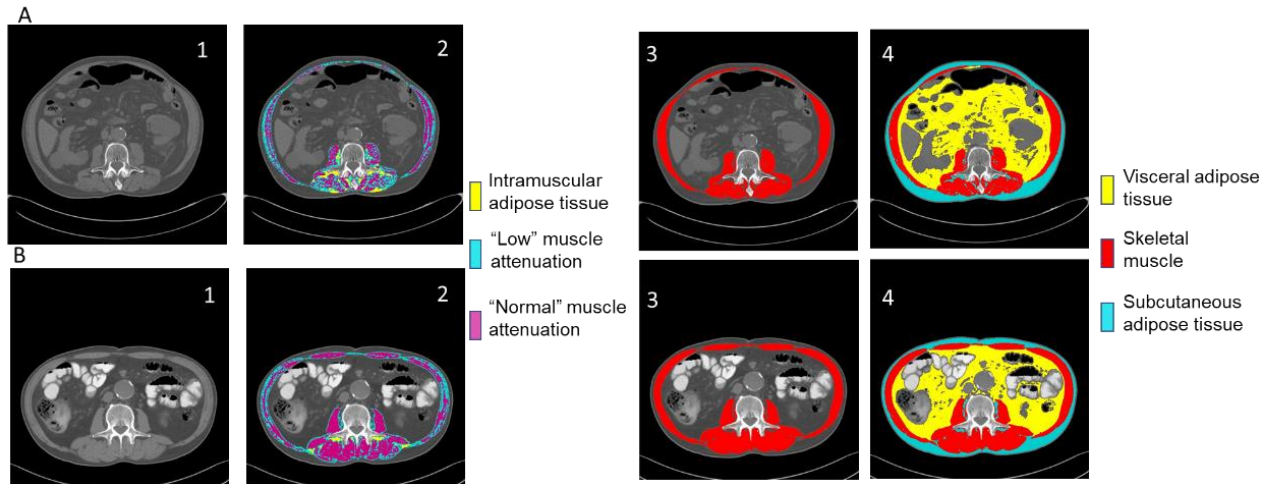 A
1
2
3
4
Intramuscular
adipose tissue
“Low” muscle
attenuation
“Normal” muscle
attenuation
Visceral adipose
tissue
Skeletal
muscle
Subcutaneous
adipose tissue
B
1
2
3
4